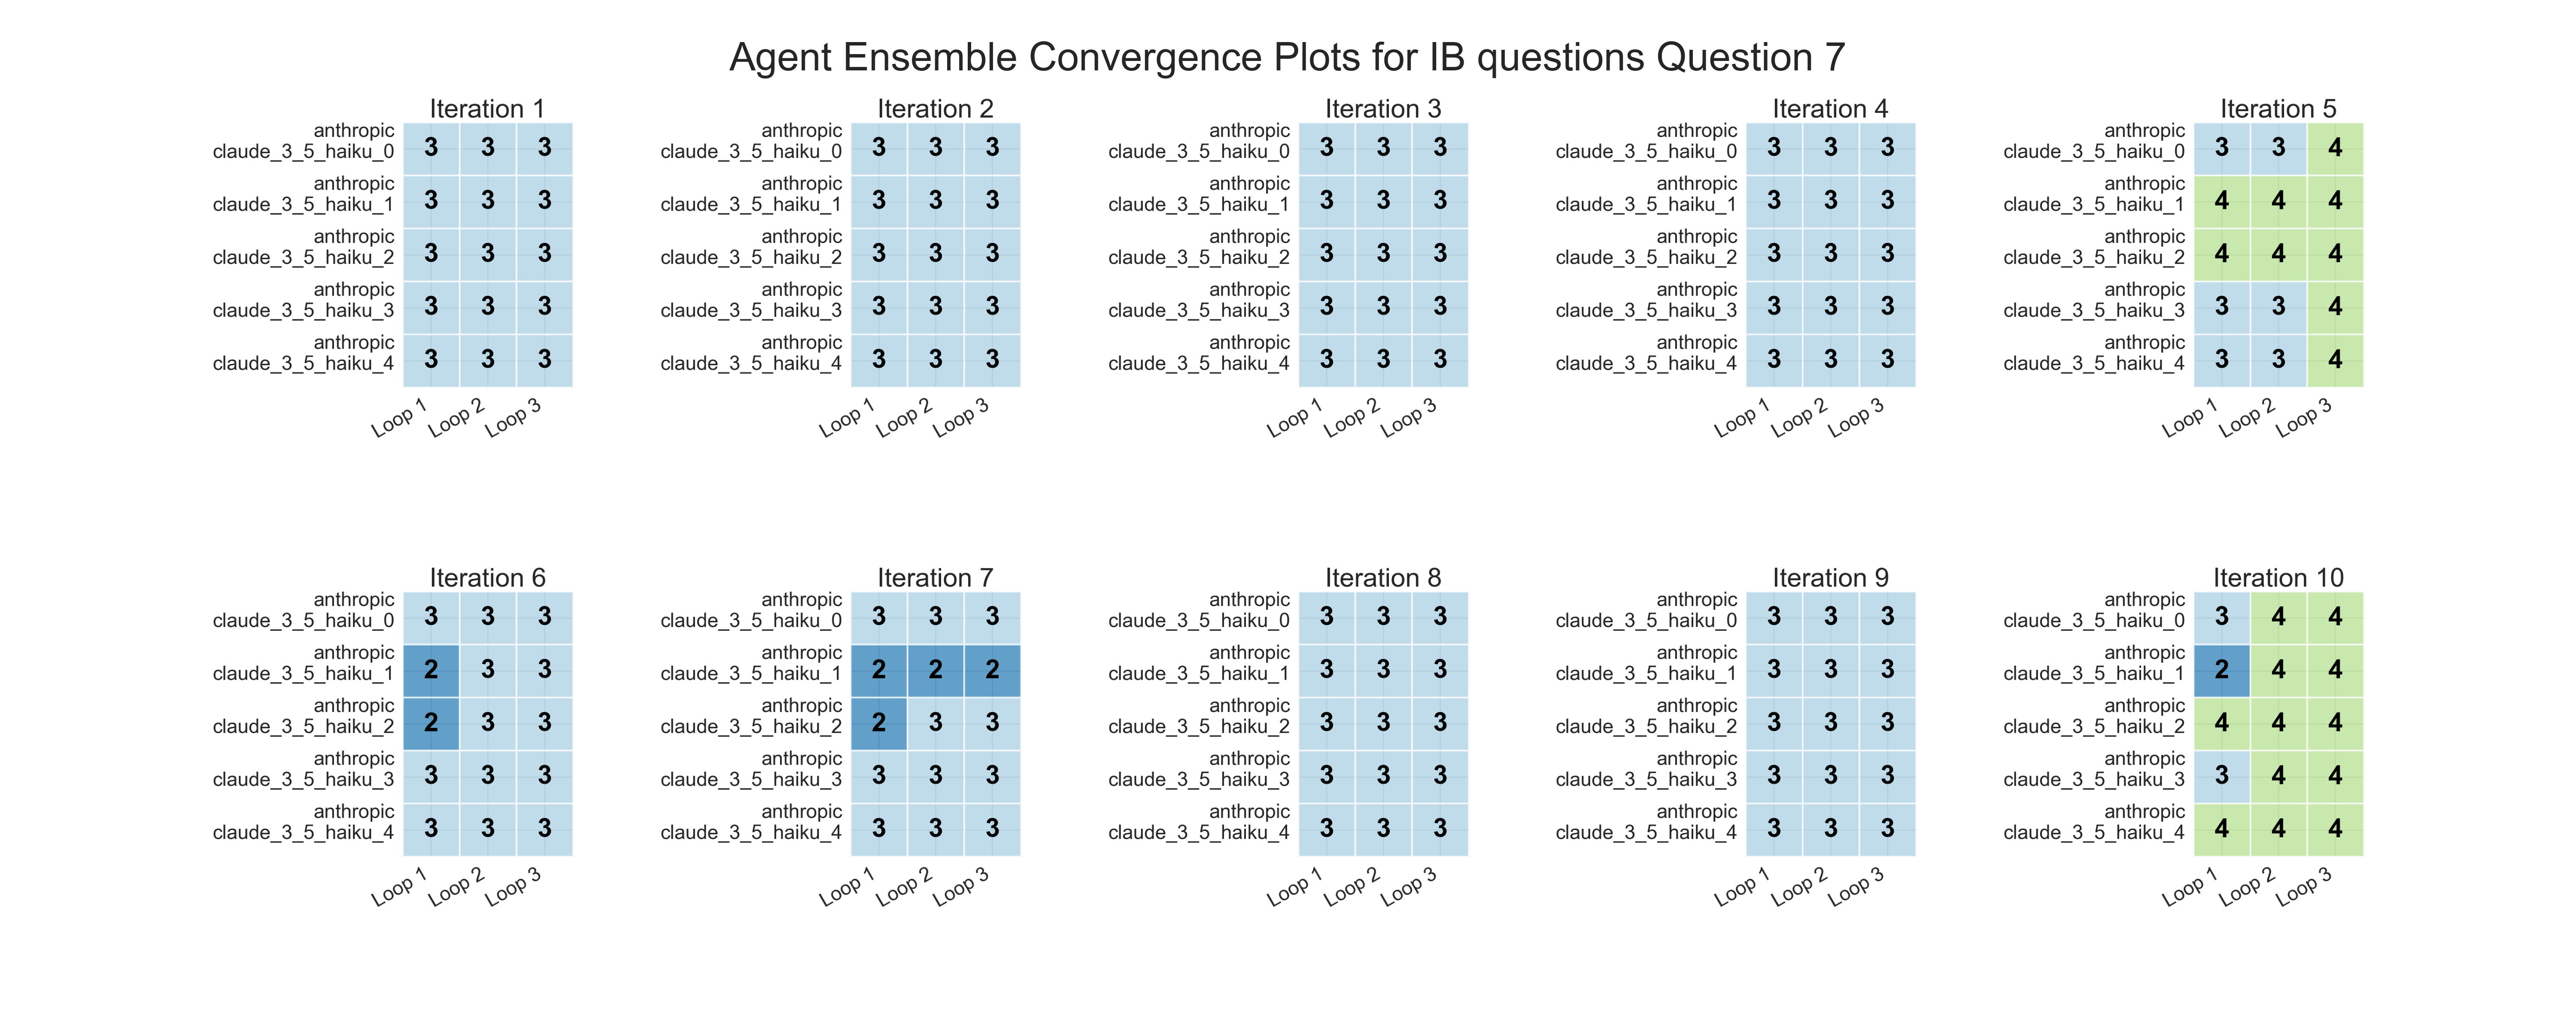 Agent Ensemble Convergence Plots for IB questions Question 7
Iteration 1
anthropic
claude_3_5_haiku_0 3 3 3
anthropic
claude_3_5_haiku_1 3 3 3
anthropic
claude_3_5_haiku_2 3 3 3
anthropic
claude_3_5_haiku_3 3 3 3
anthropic
claude_3_5_haiku_4 3 3 3
Loop 1 Loop 2 Loop 3
Iteration 2
anthropic
claude_3_5_haiku_0 3 3 3
anthropic
claude_3_5_haiku_1 3 3 3
anthropic
claude_3_5_haiku_2 3 3 3
anthropic
claude_3_5_haiku_3 3 3 3
anthropic
claude_3_5_haiku_4 3 3 3
Loop 1 Loop 2 Loop 3
Iteration 3
anthropic
claude_3_5_haiku_0 3 3 3
anthropic
claude_3_5_haiku_1 3 3 3
anthropic
claude_3_5_haiku_2 3 3 3
anthropic
claude_3_5_haiku_3 3 3 3
anthropic
claude_3_5_haiku_4 3 3 3
Loop 1 Loop 2 Loop 3
Iteration 4
anthropic
claude_3_5_haiku_0 3 3 3
anthropic
claude_3_5_haiku_1 3 3 3
anthropic
claude_3_5_haiku_2 3 3 3
anthropic
claude_3_5_haiku_3 3 3 3
anthropic
claude_3_5_haiku_4 3 3 3
Loop 1 Loop 2 Loop 3
Iteration 5
anthropic
claude_3_5_haiku_0 3 3 4
anthropic
claude_3_5_haiku_1 4 4 4
anthropic
claude_3_5_haiku_2 4 4 4
anthropic
claude_3_5_haiku_3 3 3 4
anthropic
claude_3_5_haiku_4 3 3 4
Loop 1 Loop 2 Loop 3
Iteration 6
anthropic
claude_3_5_haiku_0 3 3 3
anthropic
claude_3_5_haiku_1 2 3 3
anthropic
claude_3_5_haiku_2 2 3 3
anthropic
claude_3_5_haiku_3 3 3 3
anthropic
claude_3_5_haiku_4 3 3 3
Loop 1 Loop 2 Loop 3
Iteration 7
anthropic
claude_3_5_haiku_0 3 3 3
anthropic
claude_3_5_haiku_1 2 2 2
anthropic
claude_3_5_haiku_2 2 3 3
anthropic
claude_3_5_haiku_3 3 3 3
anthropic
claude_3_5_haiku_4 3 3 3
Loop 1 Loop 2 Loop 3
Iteration 8
anthropic
claude_3_5_haiku_0 3 3 3
anthropic
claude_3_5_haiku_1 3 3 3
anthropic
claude_3_5_haiku_2 3 3 3
anthropic
claude_3_5_haiku_3 3 3 3
anthropic
claude_3_5_haiku_4 3 3 3
Loop 1 Loop 2 Loop 3
Iteration 9
anthropic
claude_3_5_haiku_0 3 3 3
anthropic
claude_3_5_haiku_1 3 3 3
anthropic
claude_3_5_haiku_2 3 3 3
anthropic
claude_3_5_haiku_3 3 3 3
anthropic
claude_3_5_haiku_4 3 3 3
Loop 1 Loop 2 Loop 3
Iteration 10
anthropic
claude_3_5_haiku_0 3 4 4
anthropic
claude_3_5_haiku_1 2 4 4
anthropic
claude_3_5_haiku_2 4 4 4
anthropic
claude_3_5_haiku_3 3 4 4
anthropic
claude_3_5_haiku_4 4 4 4
Loop 1 Loop 2 Loop 3